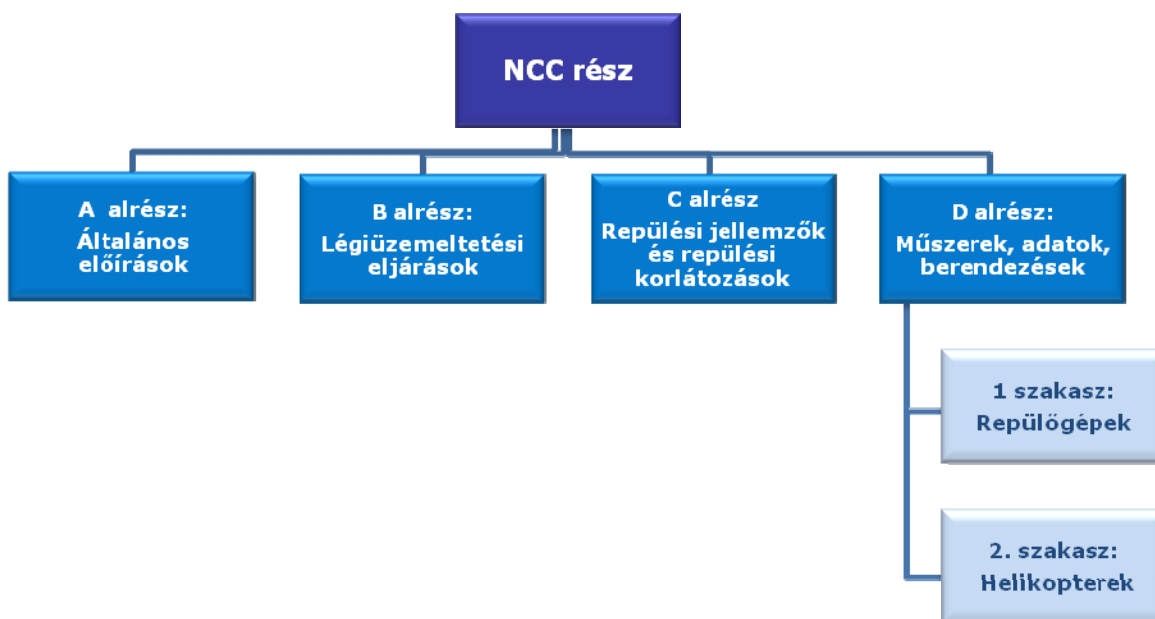 NCC rész
A alrész:
Általános
előírások
B alrész:
Légiüzemeltetési
eljárások
C alrész
Repülési jellemzők
és repülési
korlátozások
D alrész:
Műszerek, adatok,
berendezések
1 szakasz:
Repülőgépek
2. szakasz:
Helikopterek